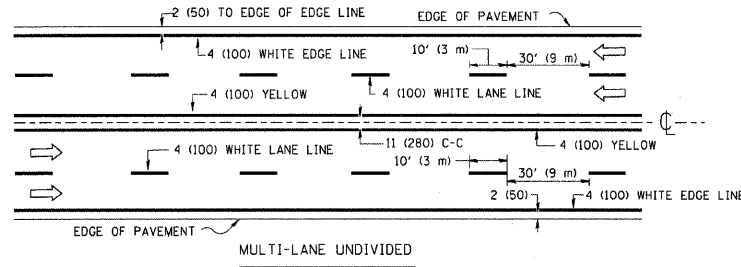 2 (50) TO EDGE OF EDGE LINE
EDGE OF PAVEMENT
4 (100) WHITE EDGE LINE
10' (3 m)
30' (9 m)
4 (100) YELLOW
4 (100) WHITE LANE LINE
℄
4 (100) WHITE LANE LINE
11 (280) C-C
4 (100) YELLOW
10' (3 m)
30' (9 m)
2 (50)
4 (100) WHITE EDGE LINE
EDGE OF PAVEMENT
MULTI-LANE UNDIVIDED